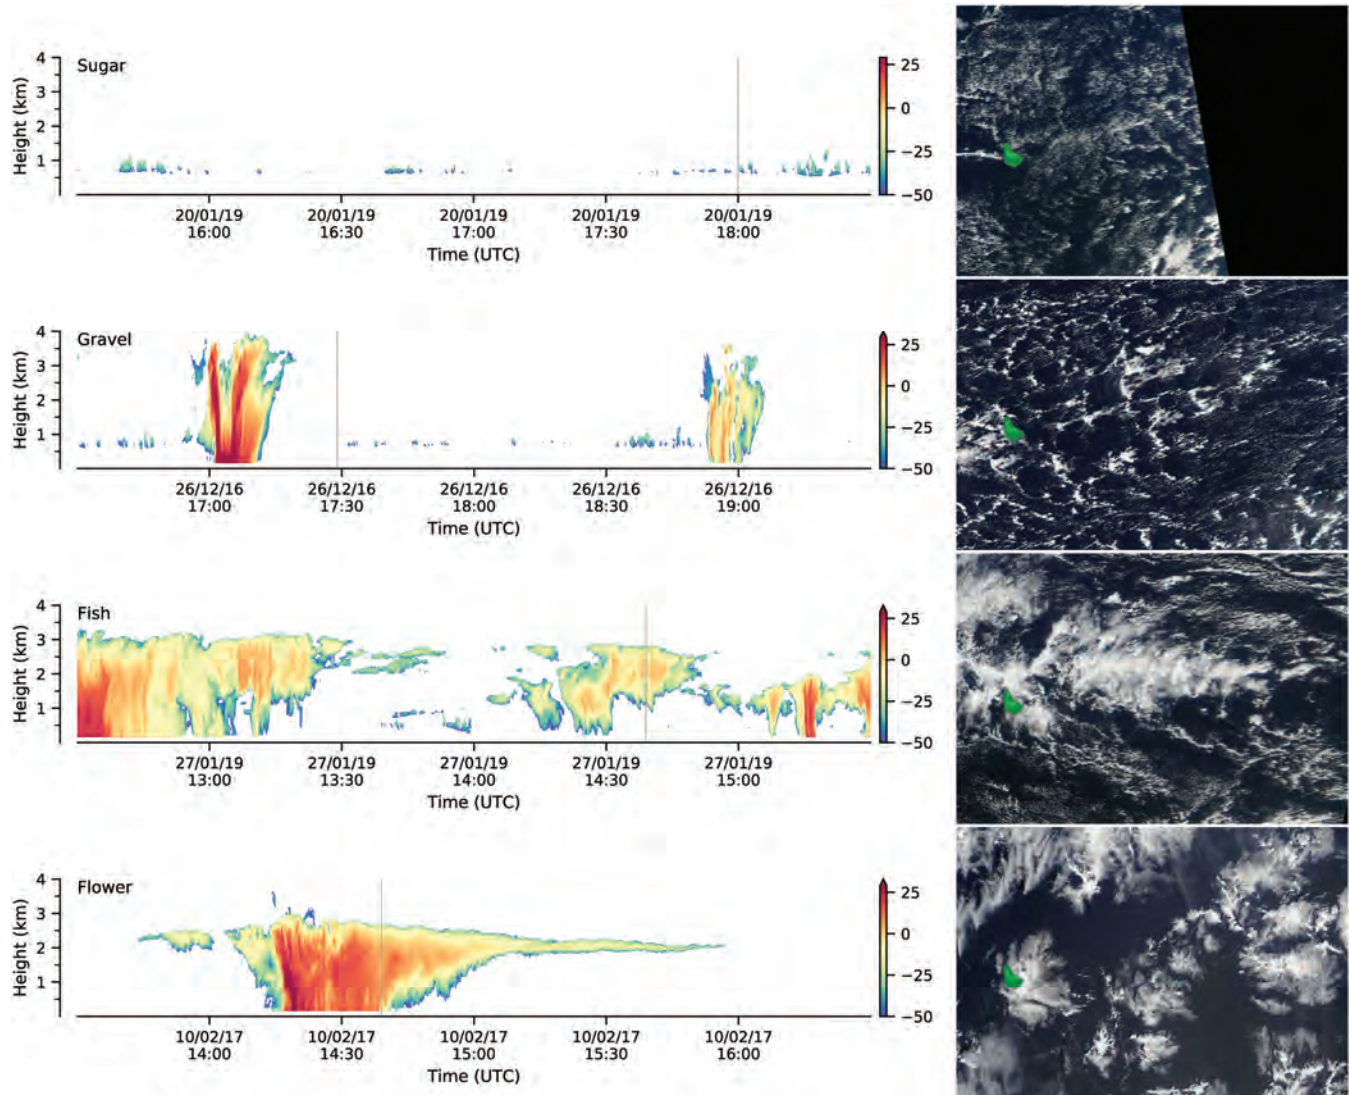 Sugar
Height (km)
4
3
2
1
25
0
−25
−50
20/01/19 20/01/19 20/01/19 20/01/19 20/01/19
16:00 16:30 17:00 17:30 18:00
Time (UTC)
Gravel
Height (km)
4
3
2
1
25
0
−25
−50
26/12/16 26/12/16 26/12/16 26/12/16 26/12/16
17:00 17:30 18:00 18:30 19:00
Time (UTC)
Fish
Height (km)
4
3
2
1
25
0
−25
−50
27/01/19 27/01/19 27/01/19 27/01/19 27/01/19
13:00 13:30 14:00 14:30 15:00
Time (UTC)
Flower
Height (km)
4
3
2
1
25
0
−25
−50
10/02/17 10/02/17 10/02/17 10/02/17 10/02/17
14:00 14:30 15:00 15:30 16:00
Time (UTC)